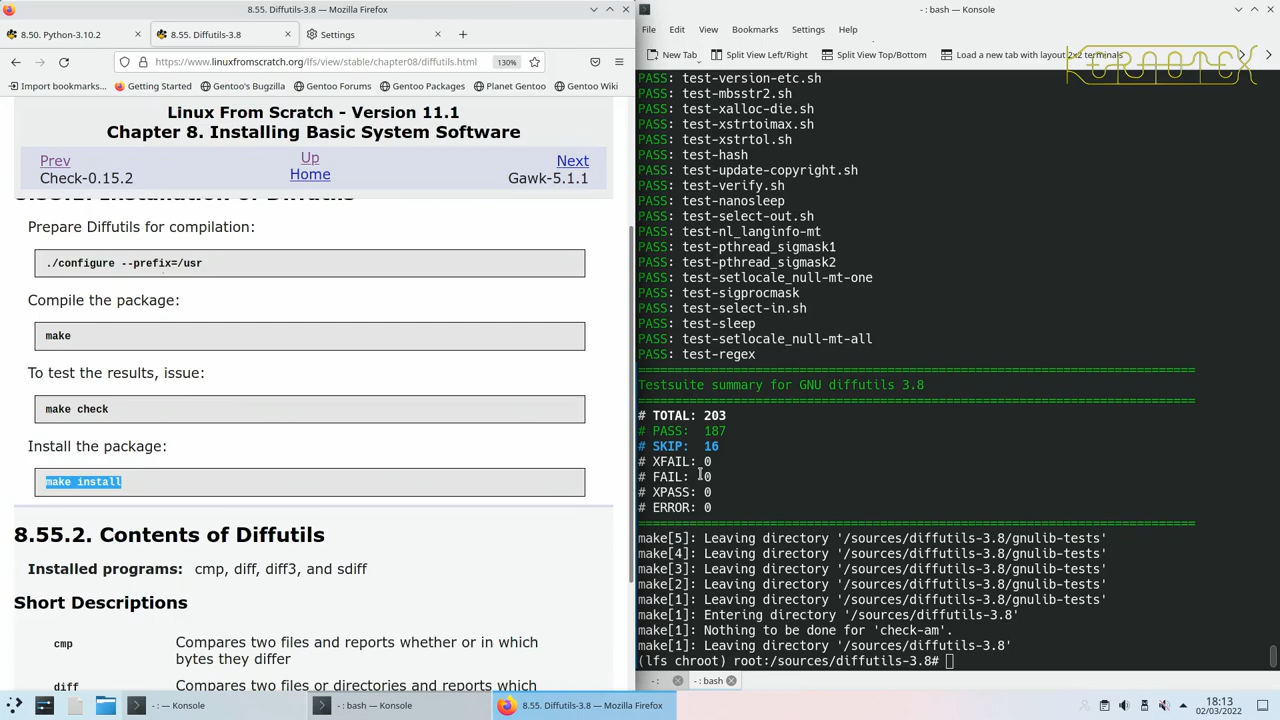 8.55. Diffutils-3.8 — Mozilla Firefox
8.50. Python-3.10.2
8.55. Diffutils-3.8
Settings
https://www.linuxfromscratch.org/lfs/view/stable/chapter08/diffutils.html
130%
Import bookmarks...
Getting Started
Gentoo's Bugzilla
Gentoo Forums
Gentoo Packages
Planet Gentoo
Gentoo Wiki
Linux From Scratch - Version 11.1
Chapter 8. Installing Basic System Software
Prev
Check-0.15.2
Up
Home
Next
Gawk-5.1.1
8.55.1. Installation of Diffutils
Prepare Diffutils for compilation:
./configure --prefix=/usr
Compile the package:
make
To test the results, issue:
make check
Install the package:
make install
8.55.2. Contents of Diffutils
Installed programs: cmp, diff, diff3, and sdiff
Short Descriptions
cmp Compares two files and reports whether or in which
bytes they differ
diff Compares two files or directories and reports which
- : bash — Konsole
File Edit View Bookmarks Settings Help
New Tab
Split View Left/Right
Split View Top/Bottom
Load a new tab with layout 2x2 terminals
KERNOTEX
PASS: test-version-etc.sh
PASS: test-mbsstr2.sh
PASS: test-xalloc-die.sh
PASS: test-xstrtoimax.sh
PASS: test-xstrtol.sh
PASS: test-hash
PASS: test-update-copyright.sh
PASS: test-verify.sh
PASS: test-nanosleep
PASS: test-select-out.sh
PASS: test-nl_langinfo-mt
PASS: test-pthread_sigmask1
PASS: test-pthread_sigmask2
PASS: test-setlocale_null-mt-one
PASS: test-sigprocmask
PASS: test-select-in.sh
PASS: test-sleep
PASS: test-setlocale_null-mt-all
PASS: test-regex
============================================================================
Testsuite summary for GNU diffutils 3.8
============================================================================
# TOTAL: 203
# PASS:  187
# SKIP:  16
# XFAIL: 0
# FAIL:  0
# XPASS: 0
# ERROR: 0
============================================================================
make[5]: Leaving directory '/sources/diffutils-3.8/gnulib-tests'
make[4]: Leaving directory '/sources/diffutils-3.8/gnulib-tests'
make[3]: Leaving directory '/sources/diffutils-3.8/gnulib-tests'
make[2]: Leaving directory '/sources/diffutils-3.8/gnulib-tests'
make[1]: Leaving directory '/sources/diffutils-3.8/gnulib-tests'
make[1]: Entering directory '/sources/diffutils-3.8'
make[1]: Nothing to be done for 'check-am'.
make[1]: Leaving directory '/sources/diffutils-3.8'
(lfs chroot) root:/sources/diffutils-3.8#
- :
- : bash
- : — Konsole
- : bash — Konsole
8.55. Diffutils-3.8 — Mozilla Firefox
18:13
02/03/2022